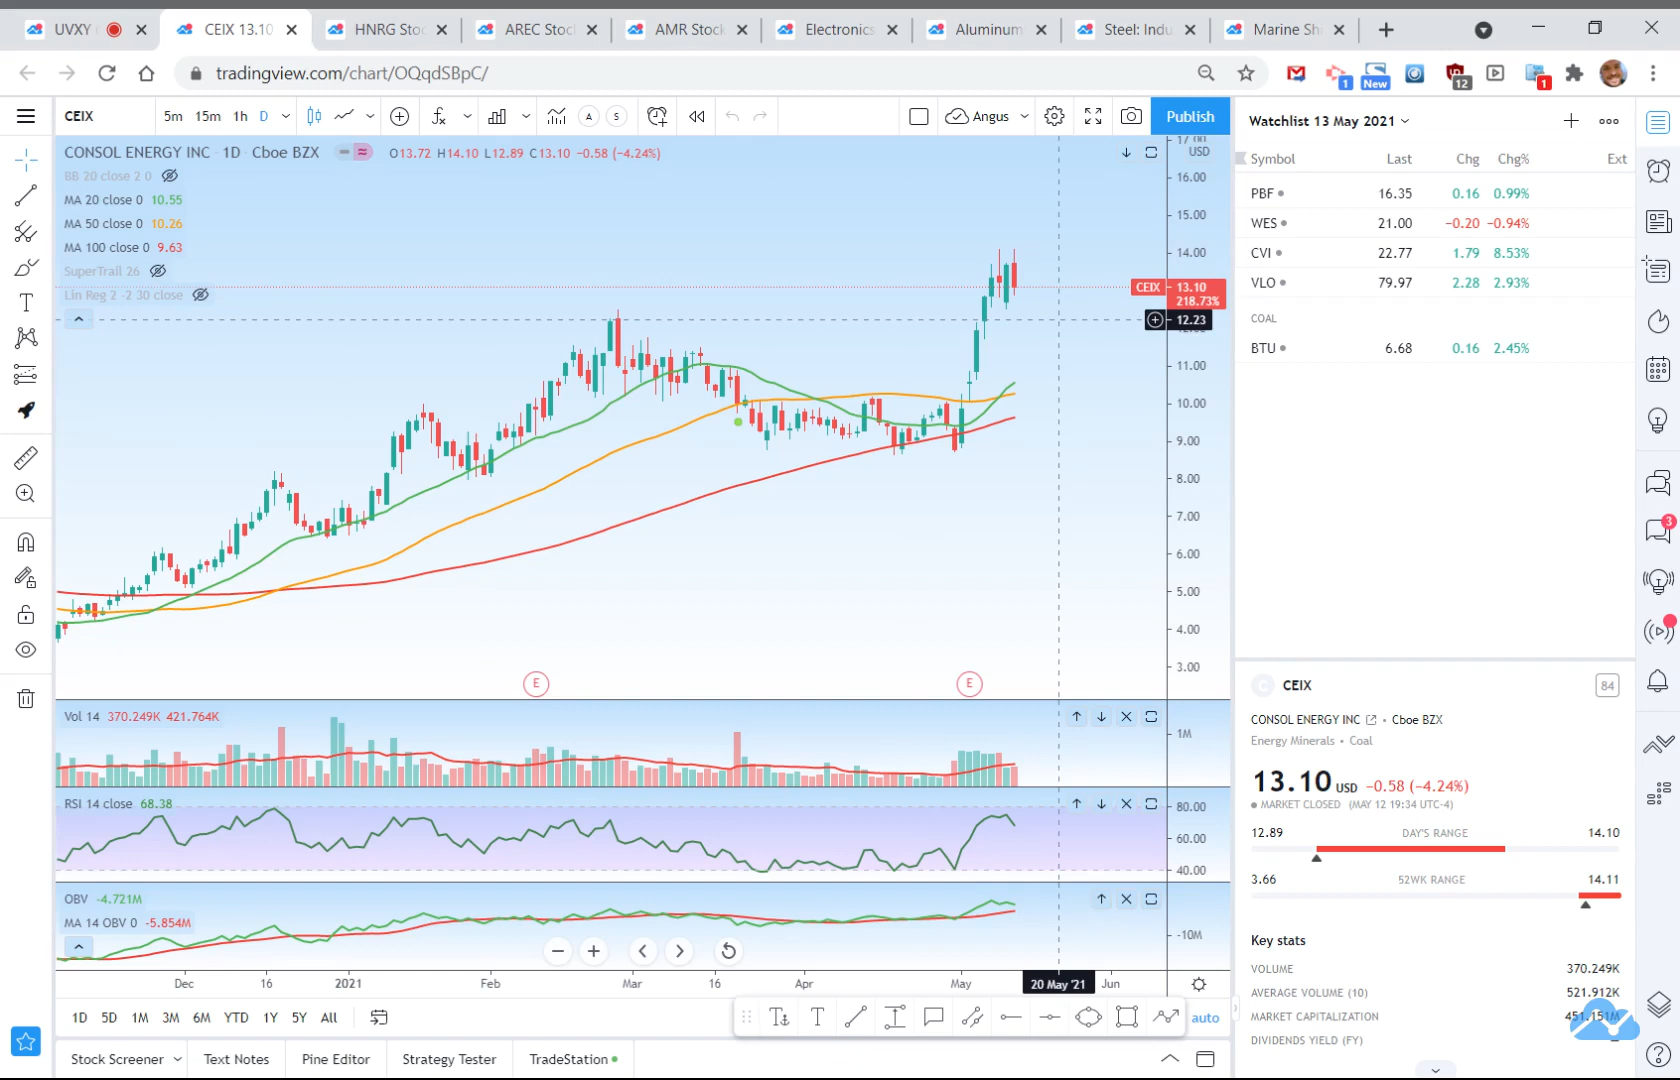 UVXY
CEIX 13.10
HNRG Sto
AREC Stoc
AMR Stock
Electronics
Aluminum
Steel: Indu
Marine Sh
tradingview.com/chart/OQqdSBpC/
1
New
12
1
CEIX
5m 15m 1h D
A
S
Angus
Publish
CONSOL ENERGY INC 1D · Cboe BZX
O13.72 H14.10 L12.89 C13.10 −0.58 (−4.24%)
BB 20 close 2 0
MA 20 close 0 10.55
MA 50 close 0 10.26
MA 100 close 0 9.63
SuperTrall 26
Lin Reg 2 -2 30 close
17.00
USD
16.00
15.00
14.00
CEIX 13.10
218.73%
12.23
11.00
10.00
9.00
8.00
7.00
6.00
5.00
4.00
3.00
E
E
Vol 14 370.249K 421.764K
1M
RSI 14 close 68.38
80.00
60.00
40.00
OBV -4.721M
MA 14 OBV 0 -5.854M
-10M
Dec 16 2021 Feb Mar 16 Apr May 20 May '21 Jun
1D 5D 1M 3M 6M YTD 1Y 5Y All
auto
Stock Screener Text Notes Pine Editor Strategy Tester TradeStation
Watchlist 13 May 2021
Symbol Last Chg Chg% Ext
PBF 16.35 0.16 0.99%
WES 21.00 −0.20 −0.94%
CVI 22.77 1.79 8.53%
VLO 79.97 2.28 2.93%
COAL
BTU 6.68 0.16 2.45%
3
C CEIX 84
CONSOL ENERGY INC • Cboe BZX
Energy Minerals • Coal
13.10 USD −0.58 (−4.24%)
MARKET CLOSED (MAY 12 19:34 UTC-4)
12.89 DAY'S RANGE 14.10
3.66 52WK RANGE 14.11
Key stats
VOLUME 370.249K
AVERAGE VOLUME (10) 521.912K
MARKET CAPITALIZATION 451.151M
DIVIDENDS YIELD (FY)